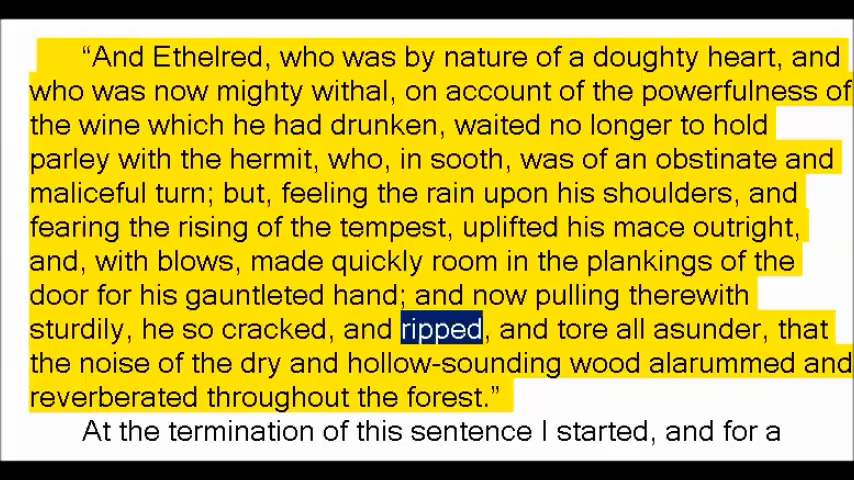 “And Ethelred, who was by nature of a doughty heart, and
who was now mighty withal, on account of the powerfulness of
the wine which he had drunken, waited no longer to hold
parley with the hermit, who, in sooth, was of an obstinate and
maliceful turn; but, feeling the rain upon his shoulders, and
fearing the rising of the tempest, uplifted his mace outright,
and, with blows, made quickly room in the plankings of the
door for his gauntleted hand; and now pulling therewith
sturdily, he so cracked, and ripped, and tore all asunder, that
the noise of the dry and hollow-sounding wood alarummed and
reverberated throughout the forest.”
At the termination of this sentence I started, and for a